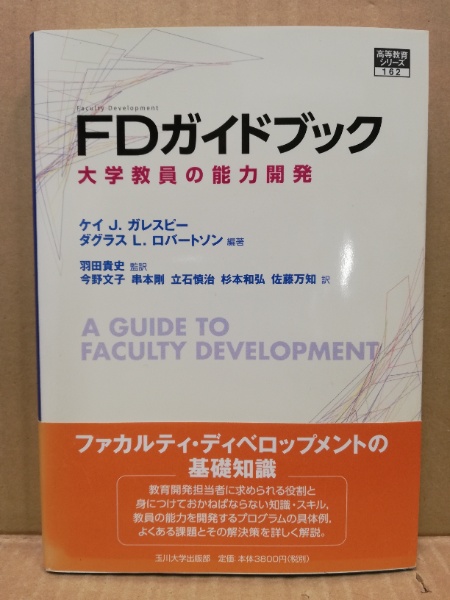 高等教育
シリーズ
162
Faculty Development
FDガイドブック
大学教員の能力開発
ケイ J. ガレスピー
ダグラス L. ロバートソン 編著
羽田貴史 監訳
今野文子 串本剛 立石慎治 杉本和弘 佐藤万知 訳
A GUIDE TO
FACULTY DEVELOPMENT
ファカルティ・ディベロップメントの
基礎知識
教育開発担当者に求められる役割と
身につけておかねばならない知識・スキル,
教員の能力を開発するプログラムの具体例,
よくある課題とその解決策を詳しく解説。
玉川大学出版部 定価 本体3800円(税別)